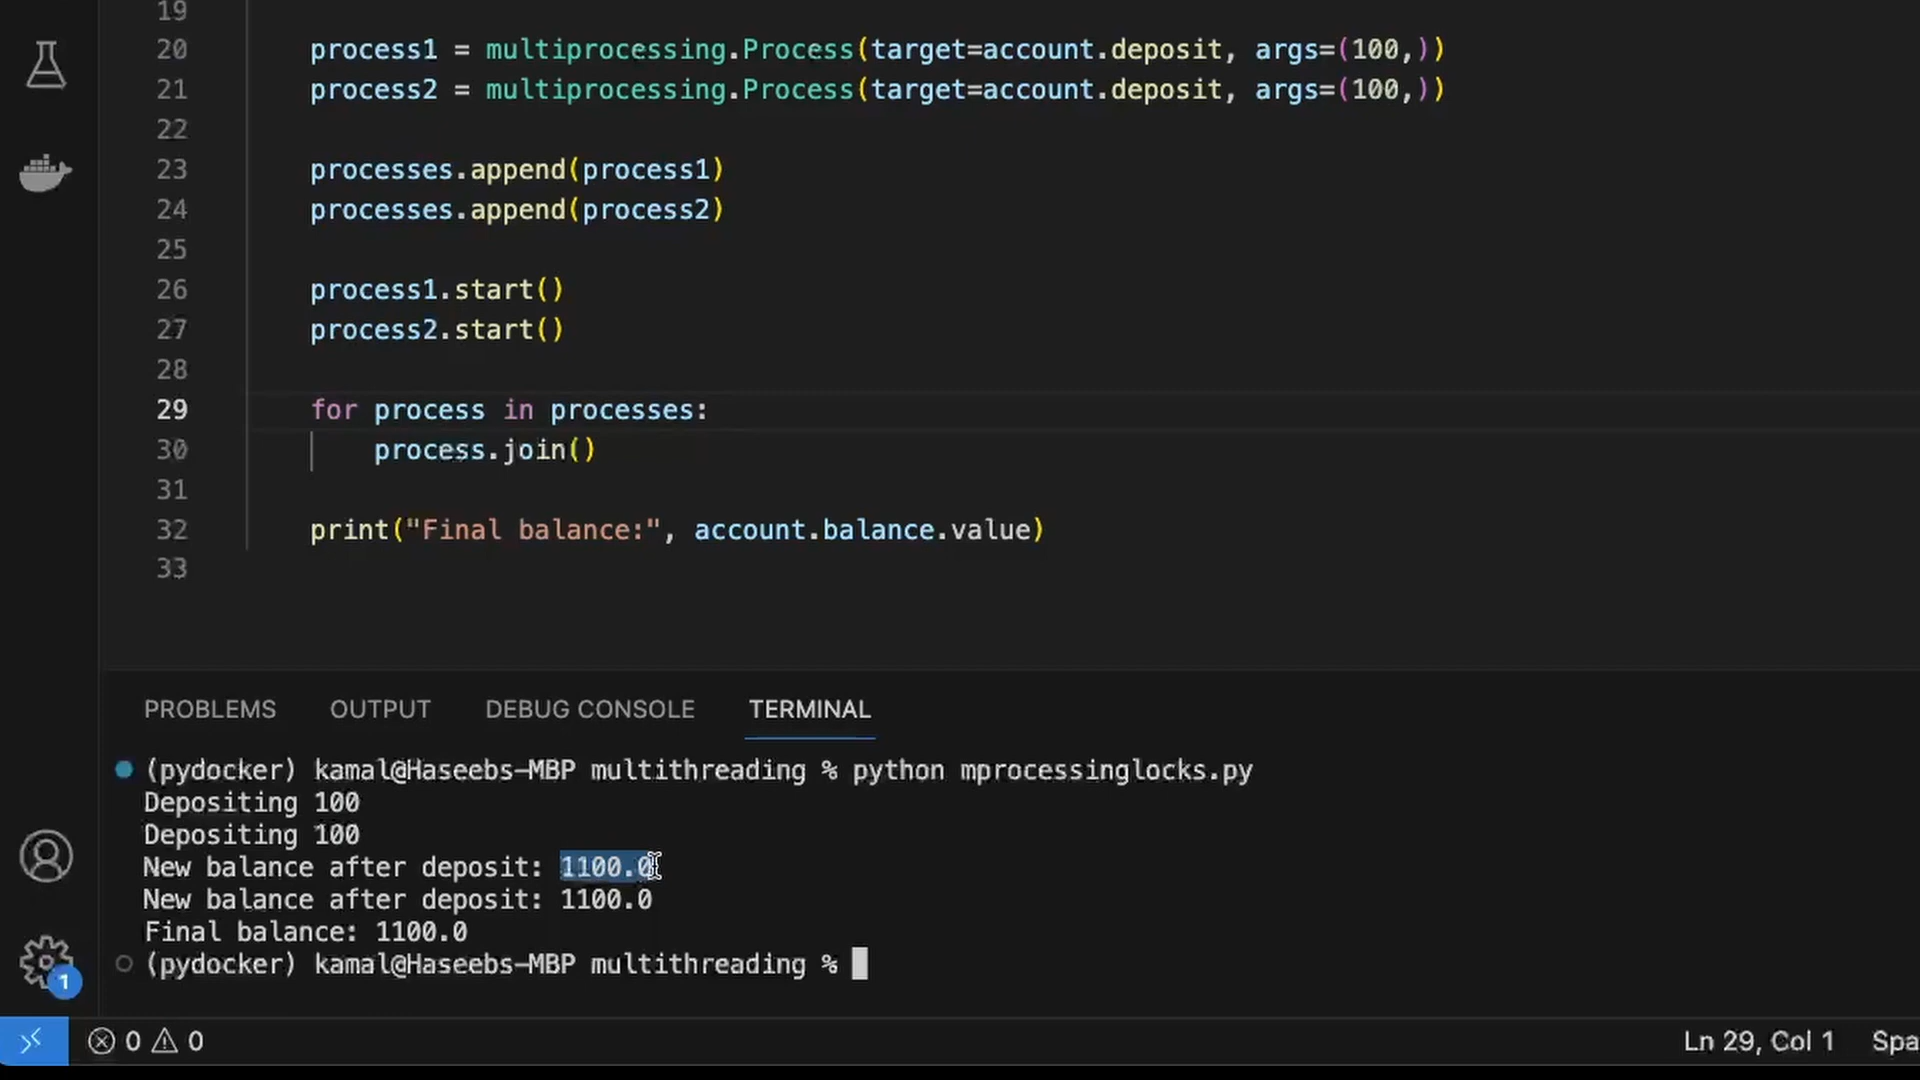 19
20 process1 = multiprocessing.Process(target=account.deposit, args=(100,))
21 process2 = multiprocessing.Process(target=account.deposit, args=(100,))
22
23 processes.append(process1)
24 processes.append(process2)
25
26 process1.start()
27 process2.start()
28
29 for process in processes:
30 process.join()
31
32 print("Final balance:", account.balance.value)
33
PROBLEMS OUTPUT DEBUG CONSOLE TERMINAL
(pydocker) kamal@Haseebs-MBP multithreading % python mprocessinglocks.py
Depositing 100
Depositing 100
New balance after deposit: 1100.0
New balance after deposit: 1100.0
Final balance: 1100.0
(pydocker) kamal@Haseebs-MBP multithreading %
1
0 0 Ln 29, Col 1 Spa